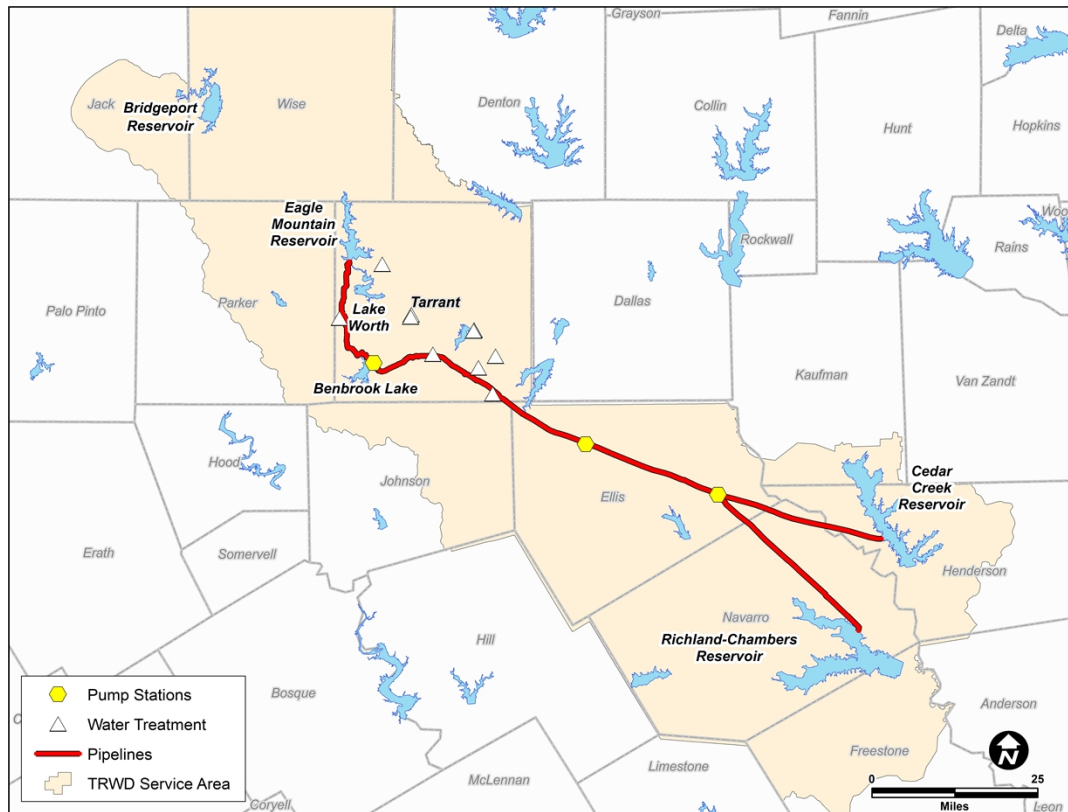 Grayson
Fannin
Delta
Jack
Bridgeport
Reservoir
Wise
Denton
Collin
Hunt
Hopkins
Eagle
Mountain
Reservoir
Rockwall
Rains
Woo
Palo Pinto
Parker
Lake
Worth
Tarrant
Dallas
Kaufman
Van Zandt
Benbrook Lake
Hood
Johnson
Ellis
Cedar
Creek
Reservoir
Erath
Somervell
Henderson
Navarro
Hill
Richland-Chambers
Reservoir
Bosque
Anderson
Freestone
Limestone
McLennan
Coryell
Leon
C
Pump Stations
Water Treatment
Pipelines
TRWD Service Area
N
0 25
Miles